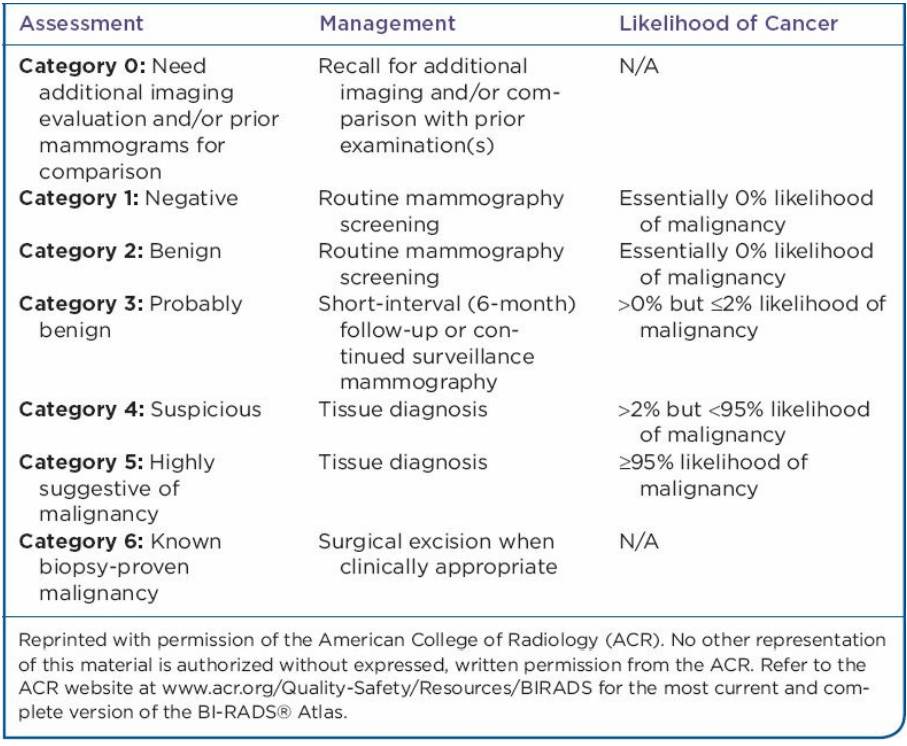 Assessment Management Likelihood of Cancer
Category 0: Need Recall for additional N/A
additional imaging imaging and/or com-
evaluation and/or prior parison with prior
mammograms for examination(s)
comparison
Category 1: Negative Routine mammography Essentially 0% likelihood
screening of malignancy
Category 2: Benign Routine mammography Essentially 0% likelihood
screening of malignancy
Category 3: Probably Short-interval (6-month) >0% but ≤2% likelihood of
benign follow-up or con- malignancy
tinued surveillance
mammography
Category 4: Suspicious Tissue diagnosis >2% but <95% likelihood
of malignancy
Category 5: Highly Tissue diagnosis ≥95% likelihood of
suggestive of malignancy
malignancy
Category 6: Known Surgical excision when N/A
biopsy-proven clinically appropriate
malignancy
Reprinted with permission of the American College of Radiology (ACR). No other representation
of this material is authorized without expressed, written permission from the ACR. Refer to the
ACR website at www.acr.org/Quality-Safety/Resources/BIRADS for the most current and com-
plete version of the BI-RADS® Atlas.